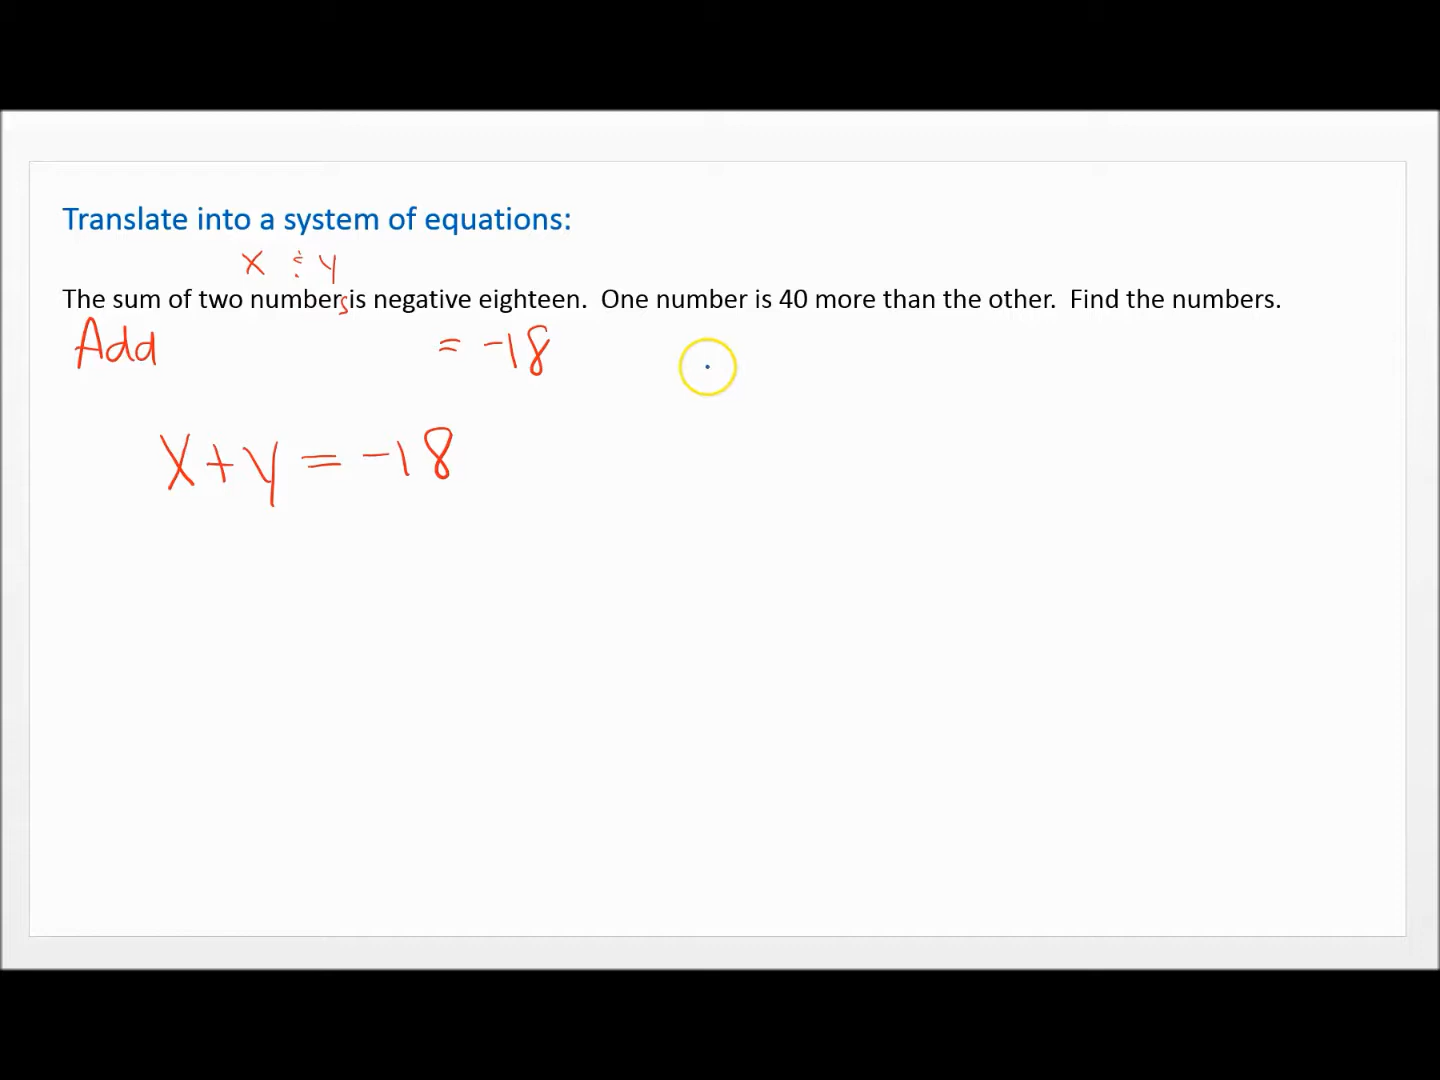 Translate into a system of equations:
x & y
The sum of two numbers is negative eighteen. One number is 40 more than the other. Find the numbers.
Add = -18
x + y = -18